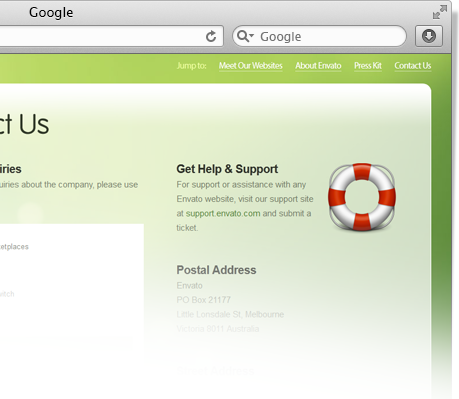 Google
Google
Jump to: Meet Our Websites About Envato Press Kit Contact Us
ct Us
iries
uiries about the company, please use
etplaces
witch
Get Help & Support
For support or assistance with any
Envato website, visit our support site
at support.envato.com and submit a
ticket.
Postal Address
Envato
PO Box 21177
Little Lonsdale St, Melbourne
Victoria 8011 Australia